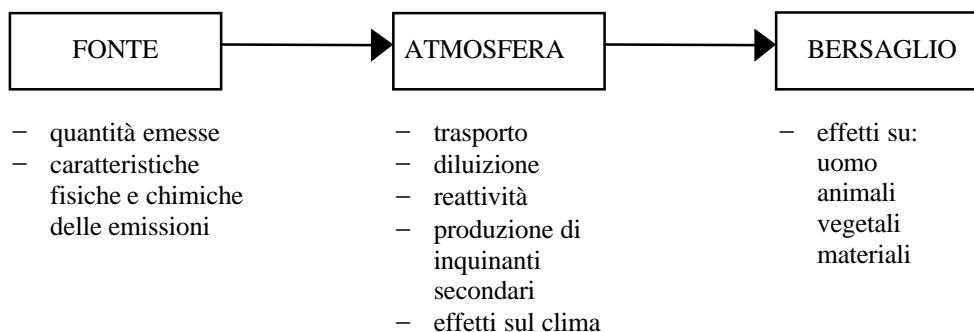 FONTE
ATMOSFERA
BERSAGLIO
– quantità emesse
– caratteristiche
fisiche e chimiche
delle emissioni
– trasporto
– diluizione
– reattività
– produzione di
inquinanti
secondari
– effetti sul clima
– effetti su:
uomo
animali
vegetali
materiali